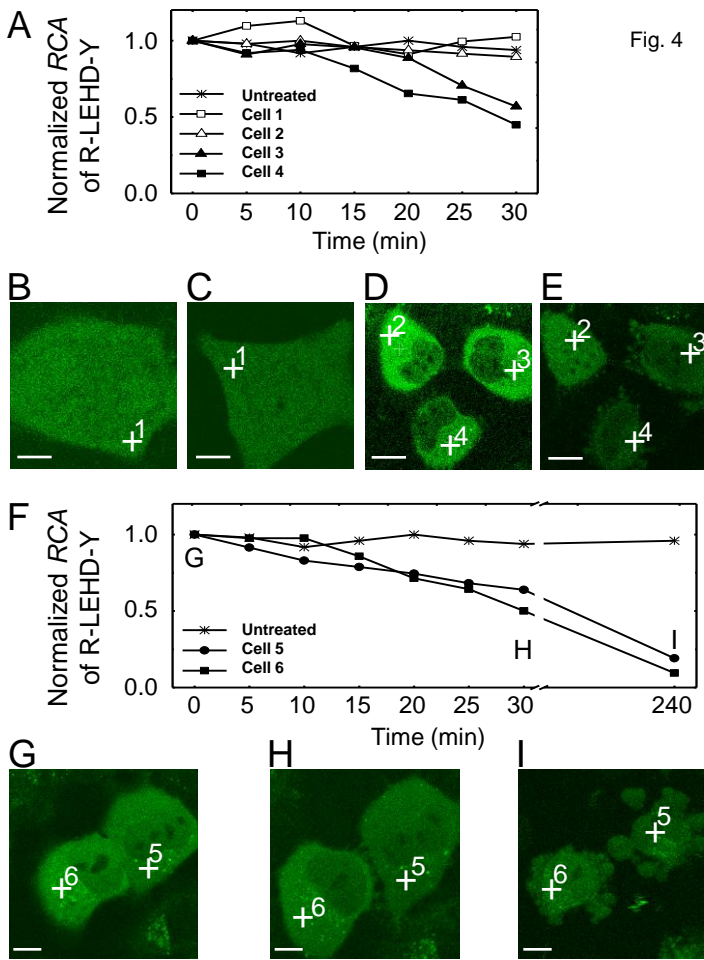 A
Fig. 4
Normalized RCA
of R-LEHD-Y
1.0
0.5
0.0
Untreated
Cell 1
Cell 2
Cell 3
Cell 4
0 5 10 15 20 25 30
Time (min)
B
C
D
E
1
1
2
3
4
2
3
4
F
Normalized RCA
of R-LEHD-Y
1.0
0.5
0.0
G
H
I
Untreated
Cell 5
Cell 6
0 5 10 15 20 25 30 240
Time (min)
G
H
I
5
6
5
6
5
6